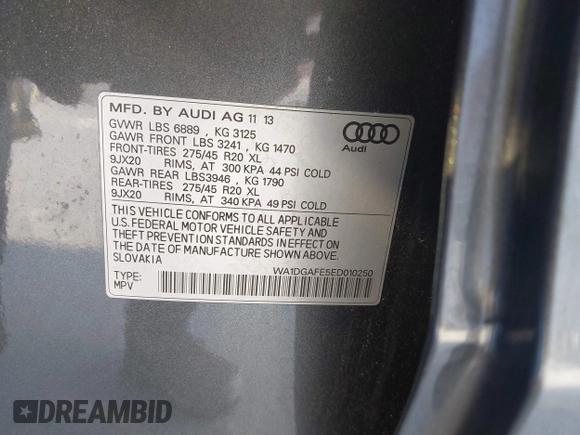 MFD. BY AUDI AG 11 13
GVWR LBS 6889 , KG 3125
GAWR FRONT LBS 3241 , KG 1470
FRONT-TIRES 275/45 R20 XL
9JX20 RIMS, AT 300 KPA 44 PSI COLD
GAWR REAR LBS3946 , KG 1790
REAR-TIRES 275/45 R20 XL
9JX20 RIMS, AT 340 KPA 49 PSI COLD
THIS VEHICLE CONFORMS TO ALL APPLICABLE
U.S. FEDERAL MOTOR VEHICLE SAFETY AND
THEFT PREVENTION STANDARDS IN EFFECT ON
THE DATE OF MANUFACTURE SHOWN ABOVE.
SLOVAKIA
WA1DGAFE5ED010250
TYPE:
MPV
Audi
DREAMBID